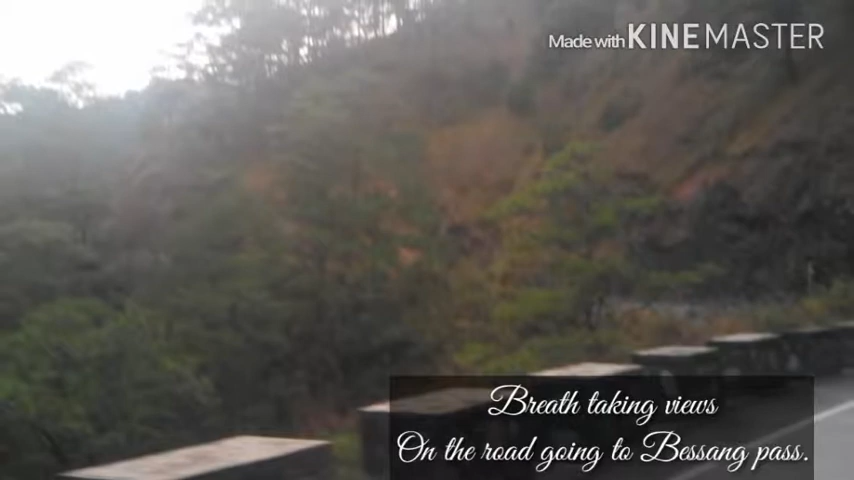 Made with KINEMASTER
Breath taking views
On the road going to Bessang pass.